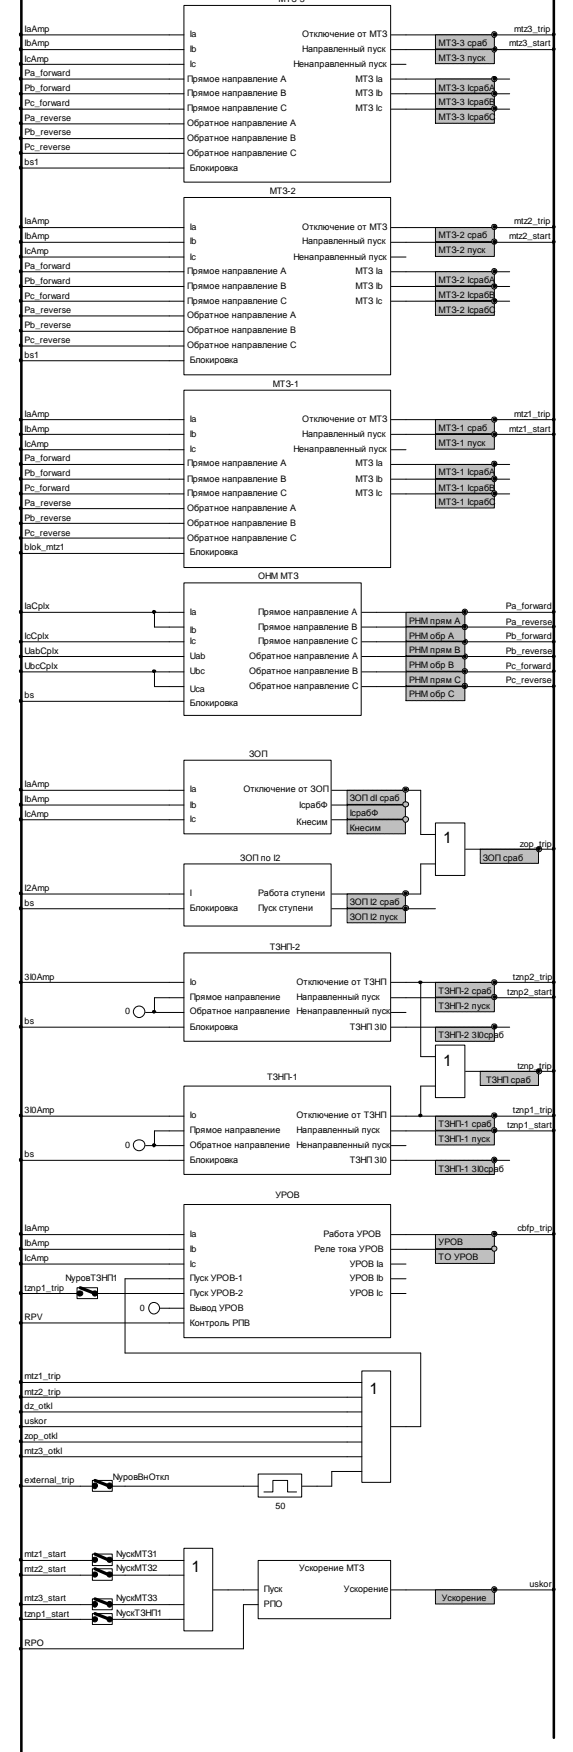 МТЗ-3
IaAmp
IbAmp
IcAmp
Pa_forward
Pb_forward
Pc_forward
Pa_reverse
Pb_reverse
Pc_reverse
bs1
Ia
Ib
Ic
Прямое направление A
Прямое направление B
Прямое направление C
Обратное направление A
Обратное направление B
Обратное направление C
Блокировка
Отключение от МТЗ
Направленный пуск
Ненаправленный пуск
МТЗ Ia
МТЗ Ib
МТЗ Ic
МТЗ-3 сраб
МТЗ-3 пуск
МТЗ-3 IсрабA
МТЗ-3 IсрабB
МТЗ-3 IсрабC
mtz3_trip
mtz3_start
МТЗ-2
IaAmp
IbAmp
IcAmp
Pa_forward
Pb_forward
Pc_forward
Pa_reverse
Pb_reverse
Pc_reverse
bs1
Ia
Ib
Ic
Прямое направление A
Прямое направление B
Прямое направление C
Обратное направление A
Обратное направление B
Обратное направление C
Блокировка
Отключение от МТЗ
Направленный пуск
Ненаправленный пуск
МТЗ Ia
МТЗ Ib
МТЗ Ic
МТЗ-2 сраб
МТЗ-2 пуск
МТЗ-2 IсрабA
МТЗ-2 IсрабB
МТЗ-2 IсрабC
mtz2_trip
mtz2_start
МТЗ-1
IaAmp
IbAmp
IcAmp
Pa_forward
Pb_forward
Pc_forward
Pa_reverse
Pb_reverse
Pc_reverse
blok_mtz1
Ia
Ib
Ic
Прямое направление A
Прямое направление B
Прямое направление C
Обратное направление A
Обратное направление B
Обратное направление C
Блокировка
Отключение от МТЗ
Направленный пуск
Ненаправленный пуск
МТЗ Ia
МТЗ Ib
МТЗ Ic
МТЗ-1 сраб
МТЗ-1 пуск
МТЗ-1 IсрабA
МТЗ-1 IсрабB
МТЗ-1 IсрабC
mtz1_trip
mtz1_start
ОНМ МТЗ
IaCplx
IcCplx
UabCplx
UbcCplx
bs
Ia
Ib
Ic
Uab
Ubc
Uca
Блокировка
Прямое направление A
Прямое направление B
Прямое направление C
Обратное направление A
Обратное направление B
Обратное направление C
РНМ прям A
РНМ обр A
РНМ прям B
РНМ обр B
РНМ прям C
РНМ обр C
Pa_forward
Pa_reverse
Pb_forward
Pb_reverse
Pc_forward
Pc_reverse
ЗОП
IaAmp
IbAmp
IcAmp
Ia
Ib
Ic
Отключение от ЗОП
IсрабФ
Кнесим
ЗОП dI сраб
IсрабФ
Кнесим
1
zop_trip
ЗОП сраб
ЗОП по I2
I2Amp
bs
I
Блокировка
Работа ступени
Пуск ступени
ЗОП I2 сраб
ЗОП I2 пуск
ТЗНП-2
3I0Amp
0
bs
Io
Прямое направление
Обратное направление
Блокировка
Отключение от ТЗНП
Направленный пуск
Ненаправленный пуск
ТЗНП 3I0
ТЗНП-2 сраб
ТЗНП-2 пуск
ТЗНП-2 3I0сраб
tznp2_trip
tznp2_start
1
tznp_trip
ТЗНП сраб
ТЗНП-1
3I0Amp
0
bs
Io
Прямое направление
Обратное направление
Блокировка
Отключение от ТЗНП
Направленный пуск
Ненаправленный пуск
ТЗНП 3I0
ТЗНП-1 сраб
ТЗНП-1 пуск
ТЗНП-1 3I0сраб
tznp1_trip
tznp1_start
УРОВ
IaAmp
IbAmp
IcAmp
tznp1_trip
NуровТЗНП1
0
RPV
Ia
Ib
Ic
Пуск УРОВ-1
Пуск УРОВ-2
Вывод УРОВ
Контроль РПВ
Работа УРОВ
Реле тока УРОВ
УРОВ Ia
УРОВ Ib
УРОВ Ic
УРОВ
ТО УРОВ
cbfp_trip
mtz1_trip
mtz2_trip
dz_otkl
uskor
zop_otkl
mtz3_otkl
external_trip
NуровВнОткл
50
1
mtz1_start
mtz2_start
mtz3_start
tznp1_start
RPO
NускМТЗ1
NускМТЗ2
NускМТЗ3
NускТЗНП1
1
Ускорение МТЗ
Пуск
РПО
Ускорение
Ускорение
uskor